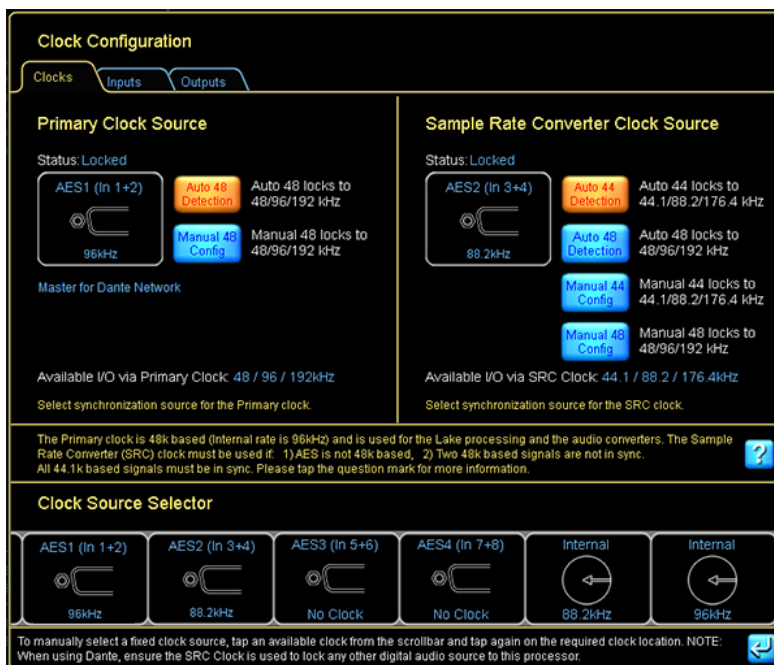 Clock Configuration
Clocks
Inputs
Outputs
Primary Clock Source
Status: Locked
AES1 (In 1+2)
96kHz
Auto 48
Detection
Auto 48 locks to
48/96/192 kHz
Manual 48
Config
Manual 48 locks to
48/96/192 kHz
Master for Dante Network
Available I/O via Primary Clock: 48 / 96 / 192kHz
Select synchronization source for the Primary clock.
Sample Rate Converter Clock Source
Status: Locked
AES2 (In 3+4)
88.2kHz
Auto 44
Detection
Auto 44 locks to
44.1/88.2/176.4 kHz
Auto 48
Detection
Auto 48 locks to
48/96/192 kHz
Manual 44
Config
Manual 44 locks to
44.1/88.2/176.4 kHz
Manual 48
Config
Manual 48 locks to
48/96/192 kHz
Available I/O via SRC Clock: 44.1 / 88.2 / 176.4kHz
Select synchronization source for the SRC clock.
The Primary clock is 48k based (Internal rate is 96kHz) and is used for the Lake processing and the audio converters. The Sample
Rate Converter (SRC) clock must be used if: 1) AES is not 48k based, 2) Two 48k based signals are not in sync.
All 44.1k based signals must be in sync. Please tap the question mark for more information.
?
Clock Source Selector
AES1 (In 1+2)
96kHz
AES2 (In 3+4)
88.2kHz
AES3 (In 5+6)
No Clock
AES4 (In 7+8)
No Clock
Internal
88.2kHz
Internal
96kHz
To manually select a fixed clock source, tap an available clock from the scrollbar and tap again on the required clock location. NOTE:
When using Dante, ensure the SRC Clock is used to lock any other digital audio source to this processor.